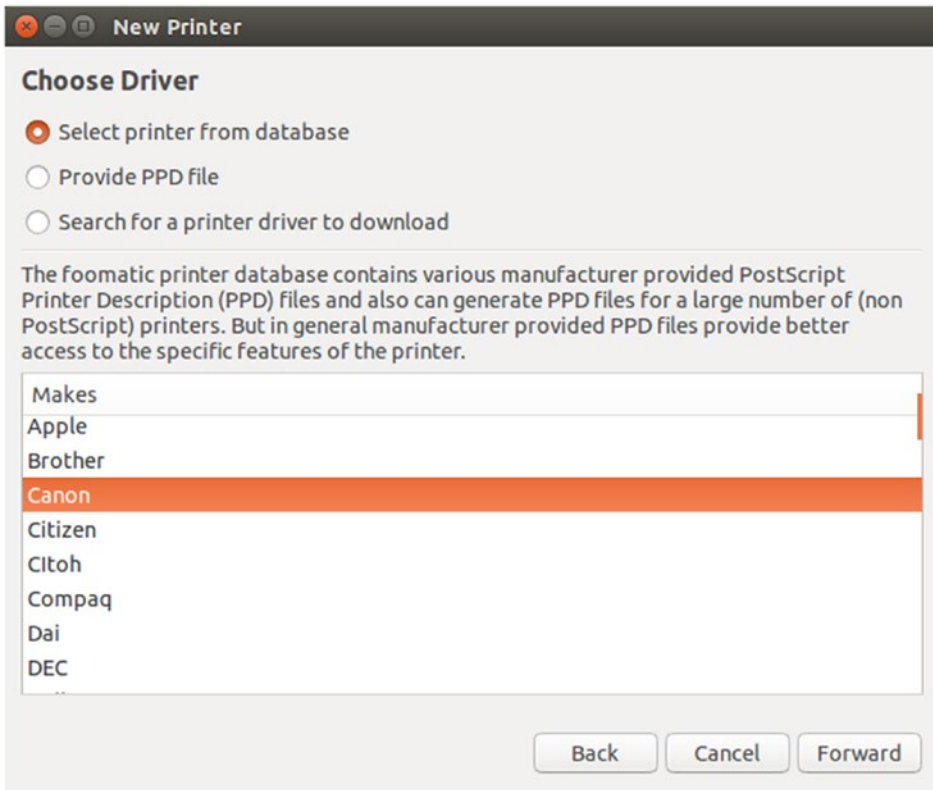 New Printer
Choose Driver
Select printer from database
Provide PPD file
Search for a printer driver to download
The foomatic printer database contains various manufacturer provided PostScript
Printer Description (PPD) files and also can generate PPD files for a large number of (non
PostScript) printers. But in general manufacturer provided PPD files provide better
access to the specific features of the printer.
Makes
Apple
Brother
Canon
Citizen
CItoh
Compaq
Dai
DEC
Back Cancel Forward